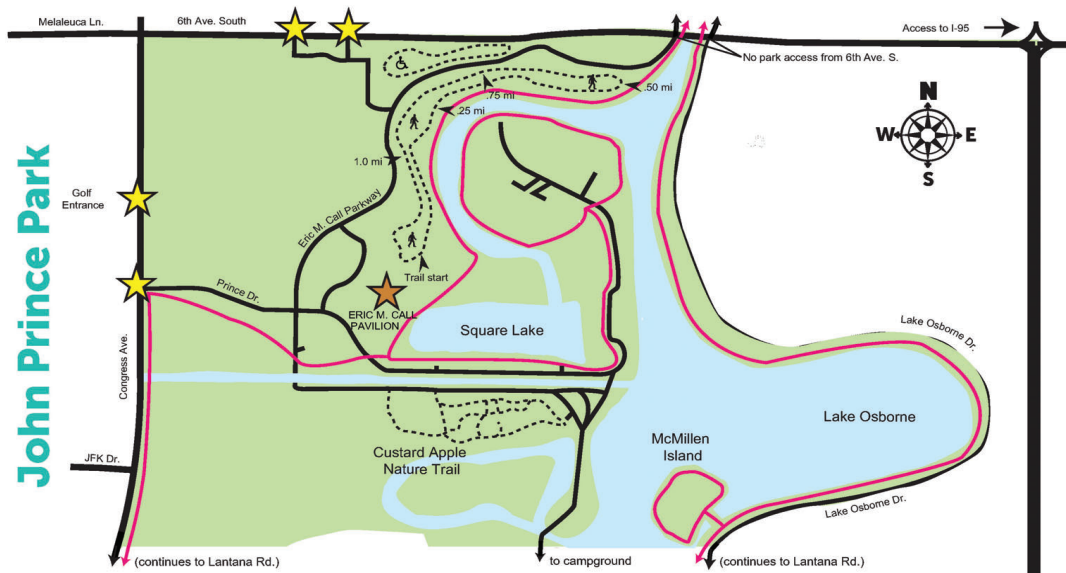 John Prince Park
Melaleuca Ln.
6th Ave. South
Access to I-95
No park access from 6th Ave. S.
.50 mi
.75 mi
.25 mi
1.0 mi
N
W
E
S
Golf
Entrance
Eric M. Call Parkway
Trail start
Prince Dr.
ERIC M. CALL
PAVILION
Square Lake
Congress Ave.
Lake Osborne Dr.
Lake Osborne
McMillen
Island
Custard Apple
Nature Trail
JFK Dr.
Lake Osborne Dr.
(continues to Lantana Rd.)
to campground
(continues to Lantana Rd.)